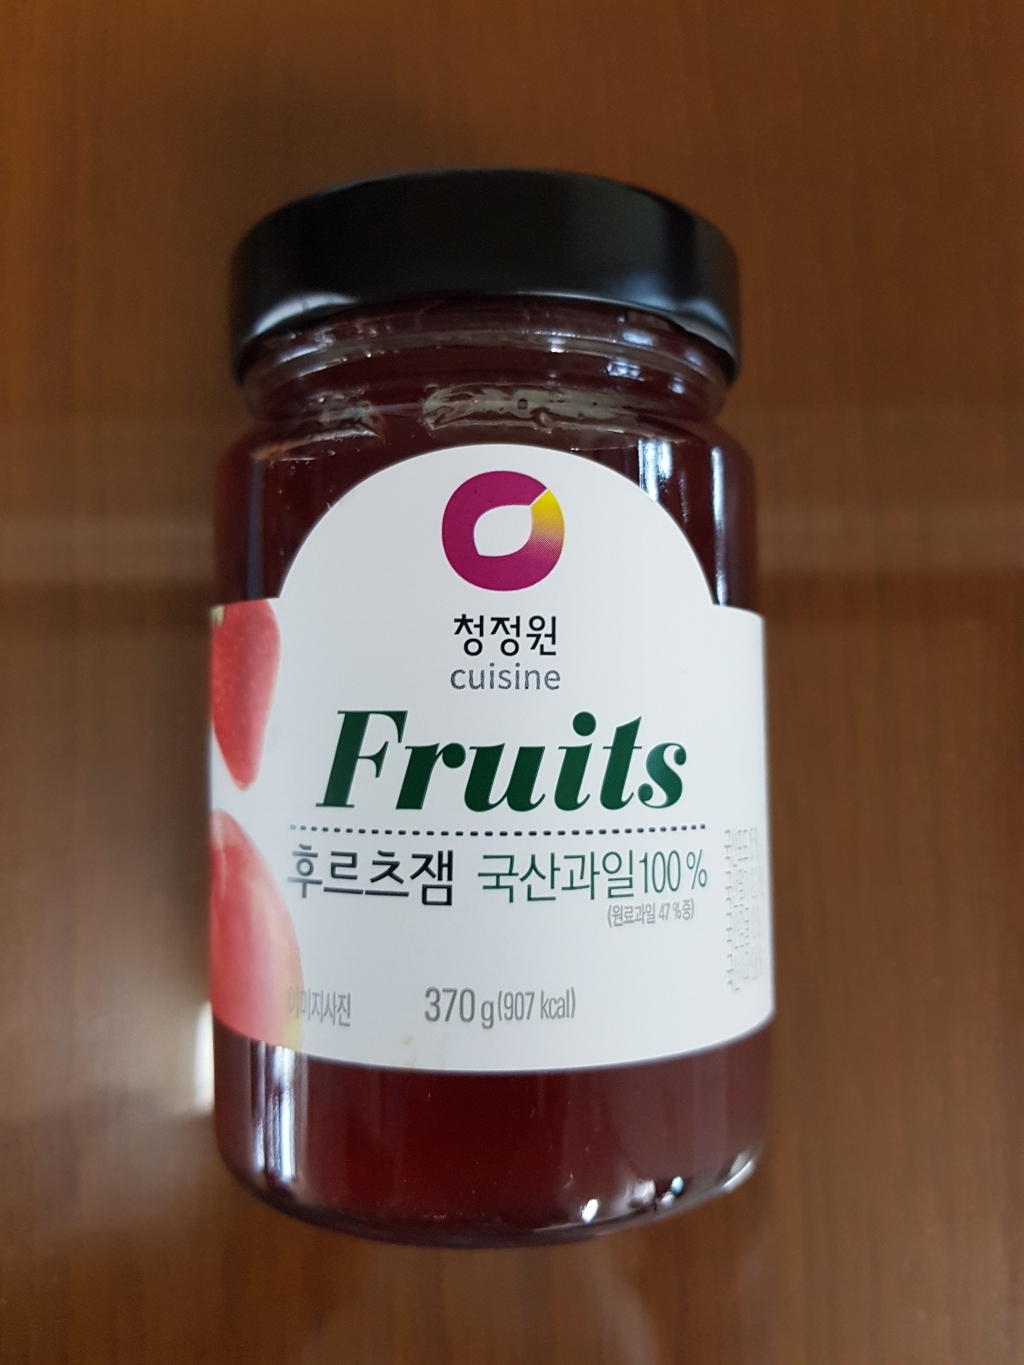 청정원
cuisine
Fruits
후르츠잼 국산과일100%
(원료과일 47%중)
이미지사진
370g(907 kcal)